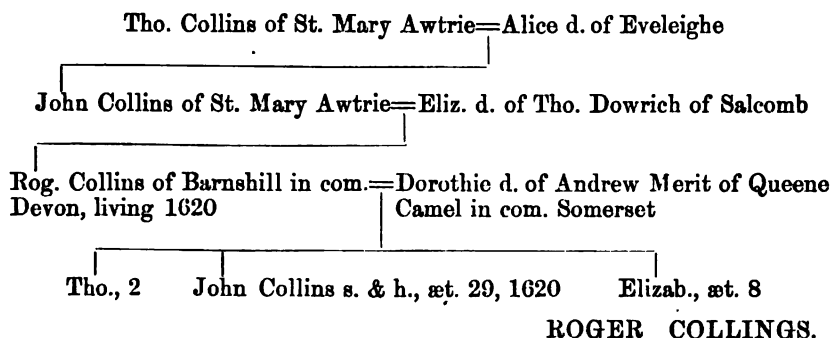 Tho. Collins of St. Mary Awtrie=Alice d. of Eveleighe
John Collins of St. Mary Awtrie=Eliz. d. of Tho. Dowrich of Salcomb
Rog. Collins of Barnshill in com.=Dorothie d. of Andrew Merit of Queene
Devon, living 1620 Camel in com. Somerset
Tho., 2 John Collins s. & h., æt. 29, 1620 Elizab., æt. 8
ROGER COLLINGS.